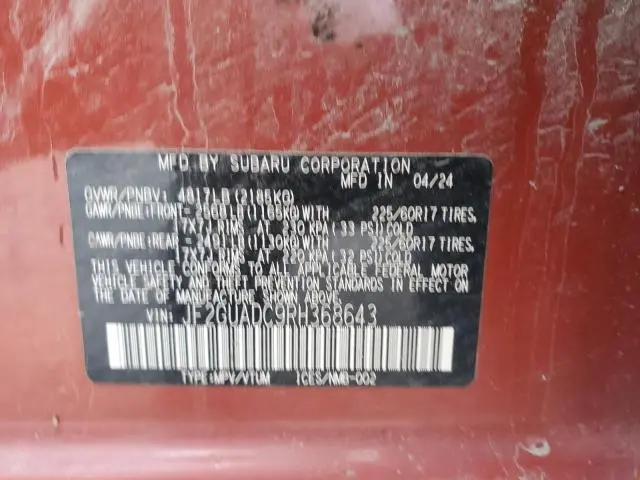 MFD BY SUBARU CORPORATION
MFD IN 04/24
GVWR/PNBV: 4817LB(2185KG)
GAWR/PNBE:FRONT- 2568LB(1165KG)WITH 225/60R17 TIRES,
17X7J RIMS AT 230 KPA(33 PSI)COLD
GAWR/PNBE:REAR -2491LB(1130KG)WITH 225/60R17 TIRES,
17X7J RIMS AT 220 KPA(32 PSI)COLD
THIS VEHICLE CONFORMS TO ALL APPLICABLE FEDERAL MOTOR
VEHICLE SAFETY AND THEFT PREVENTION STANDARDS IN EFFECT
ON THE DATE OF MANUFACTURE SHOWN ABOVE.
VIN: JF2GUADC9RH368643
TYPE:MPV/VTUM ICES/NMB-002